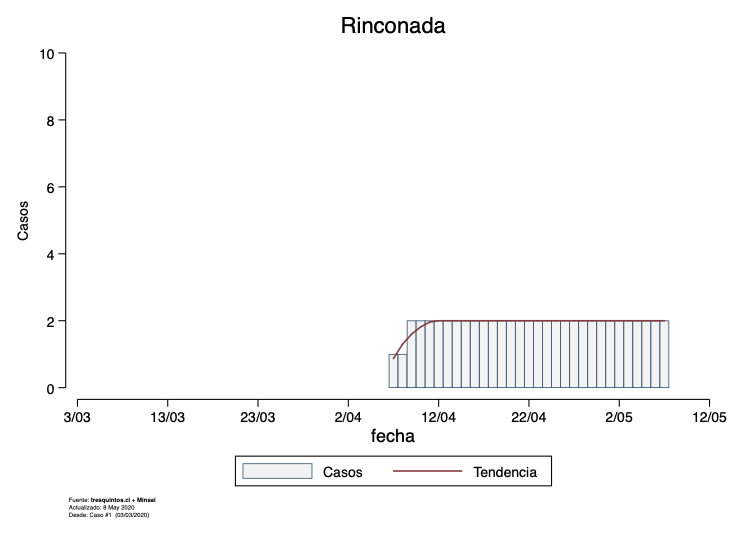 Rinconada
Casos
10
8
6
4
2
0
3/03 13/03 23/03 2/04 12/04 22/04 2/05 12/05
fecha
Casos Tendencia
Fuente: tresquintos.cl + Minsal
Actualizado: 8 May 2020
Desde: Caso #1 (03/03/2020)